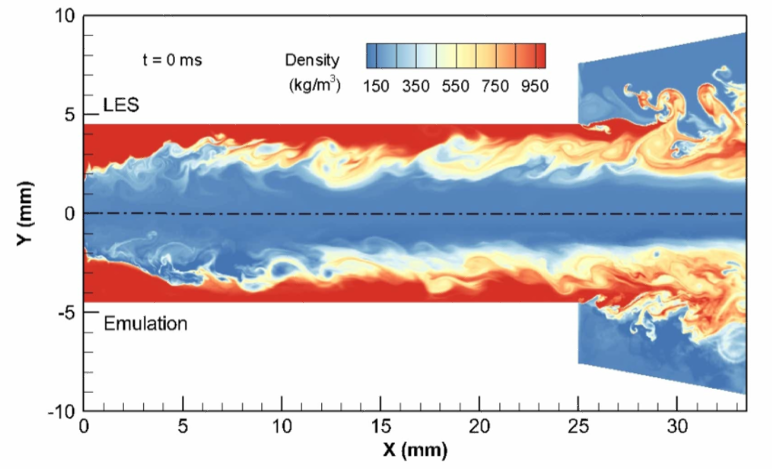 10
t = 0 ms
Density
(kg/m³)
150 350 550 750 950
LES
5
Y (mm)
0
-5
Emulation
-10
0 5 10 15 20 25 30
X (mm)